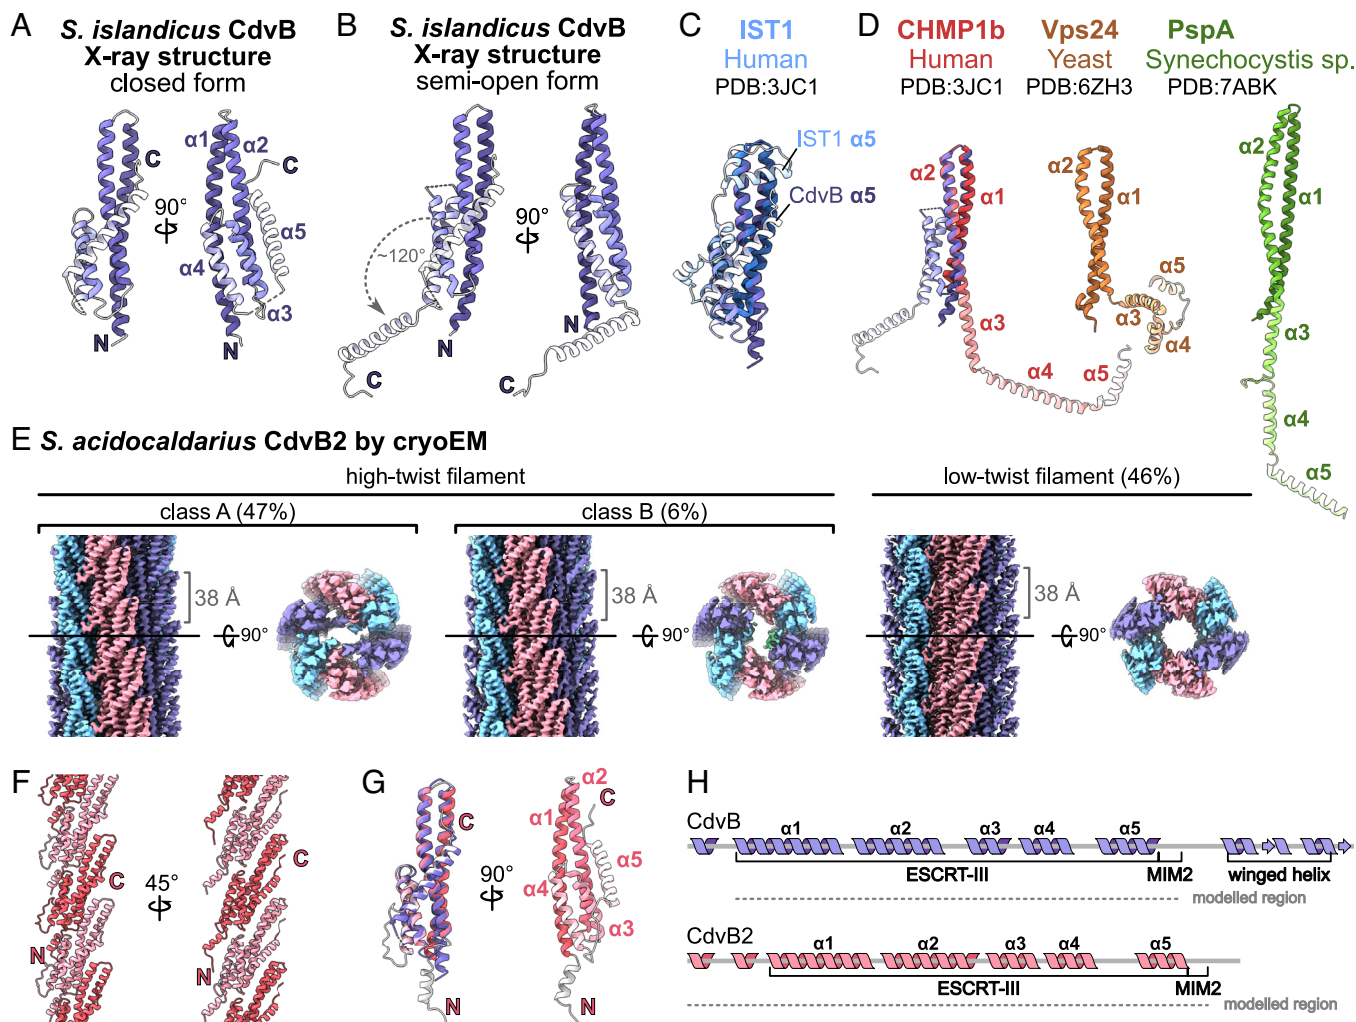 A
S. islandicus CdvB
X-ray structure
closed form
α1
α2
C
C
90°
α5
α4
α3
N
N
B
S. islandicus CdvB
X-ray structure
semi-open form
~120°
90°
N
N
C
C
C
IST1
Human
PDB:3JC1
IST1 α5
CdvB α5
D
CHMP1b
Human
PDB:3JC1
α2
α1
α3
α4
α5
Vps24
Yeast
PDB:6ZH3
α2
α1
α5
α3
α4
PspA
Synechocystis sp.
PDB:7ABK
α2
α1
α3
α4
α5
E S. acidocaldarius CdvB2 by cryoEM
high-twist filament
low-twist filament (46%)
class A (47%)
class B (6%)
38 Å
90°
38 Å
90°
38 Å
90°
F
C
N
45°
C
N
G
C
90°
N
α2
C
α1
α5
α4
α3
N
H
CdvB
α1 α2 α3 α4 α5
ESCRT-III
MIM2
winged helix
modelled region
CdvB2
α1 α2 α3 α4 α5
ESCRT-III
MIM2
modelled region